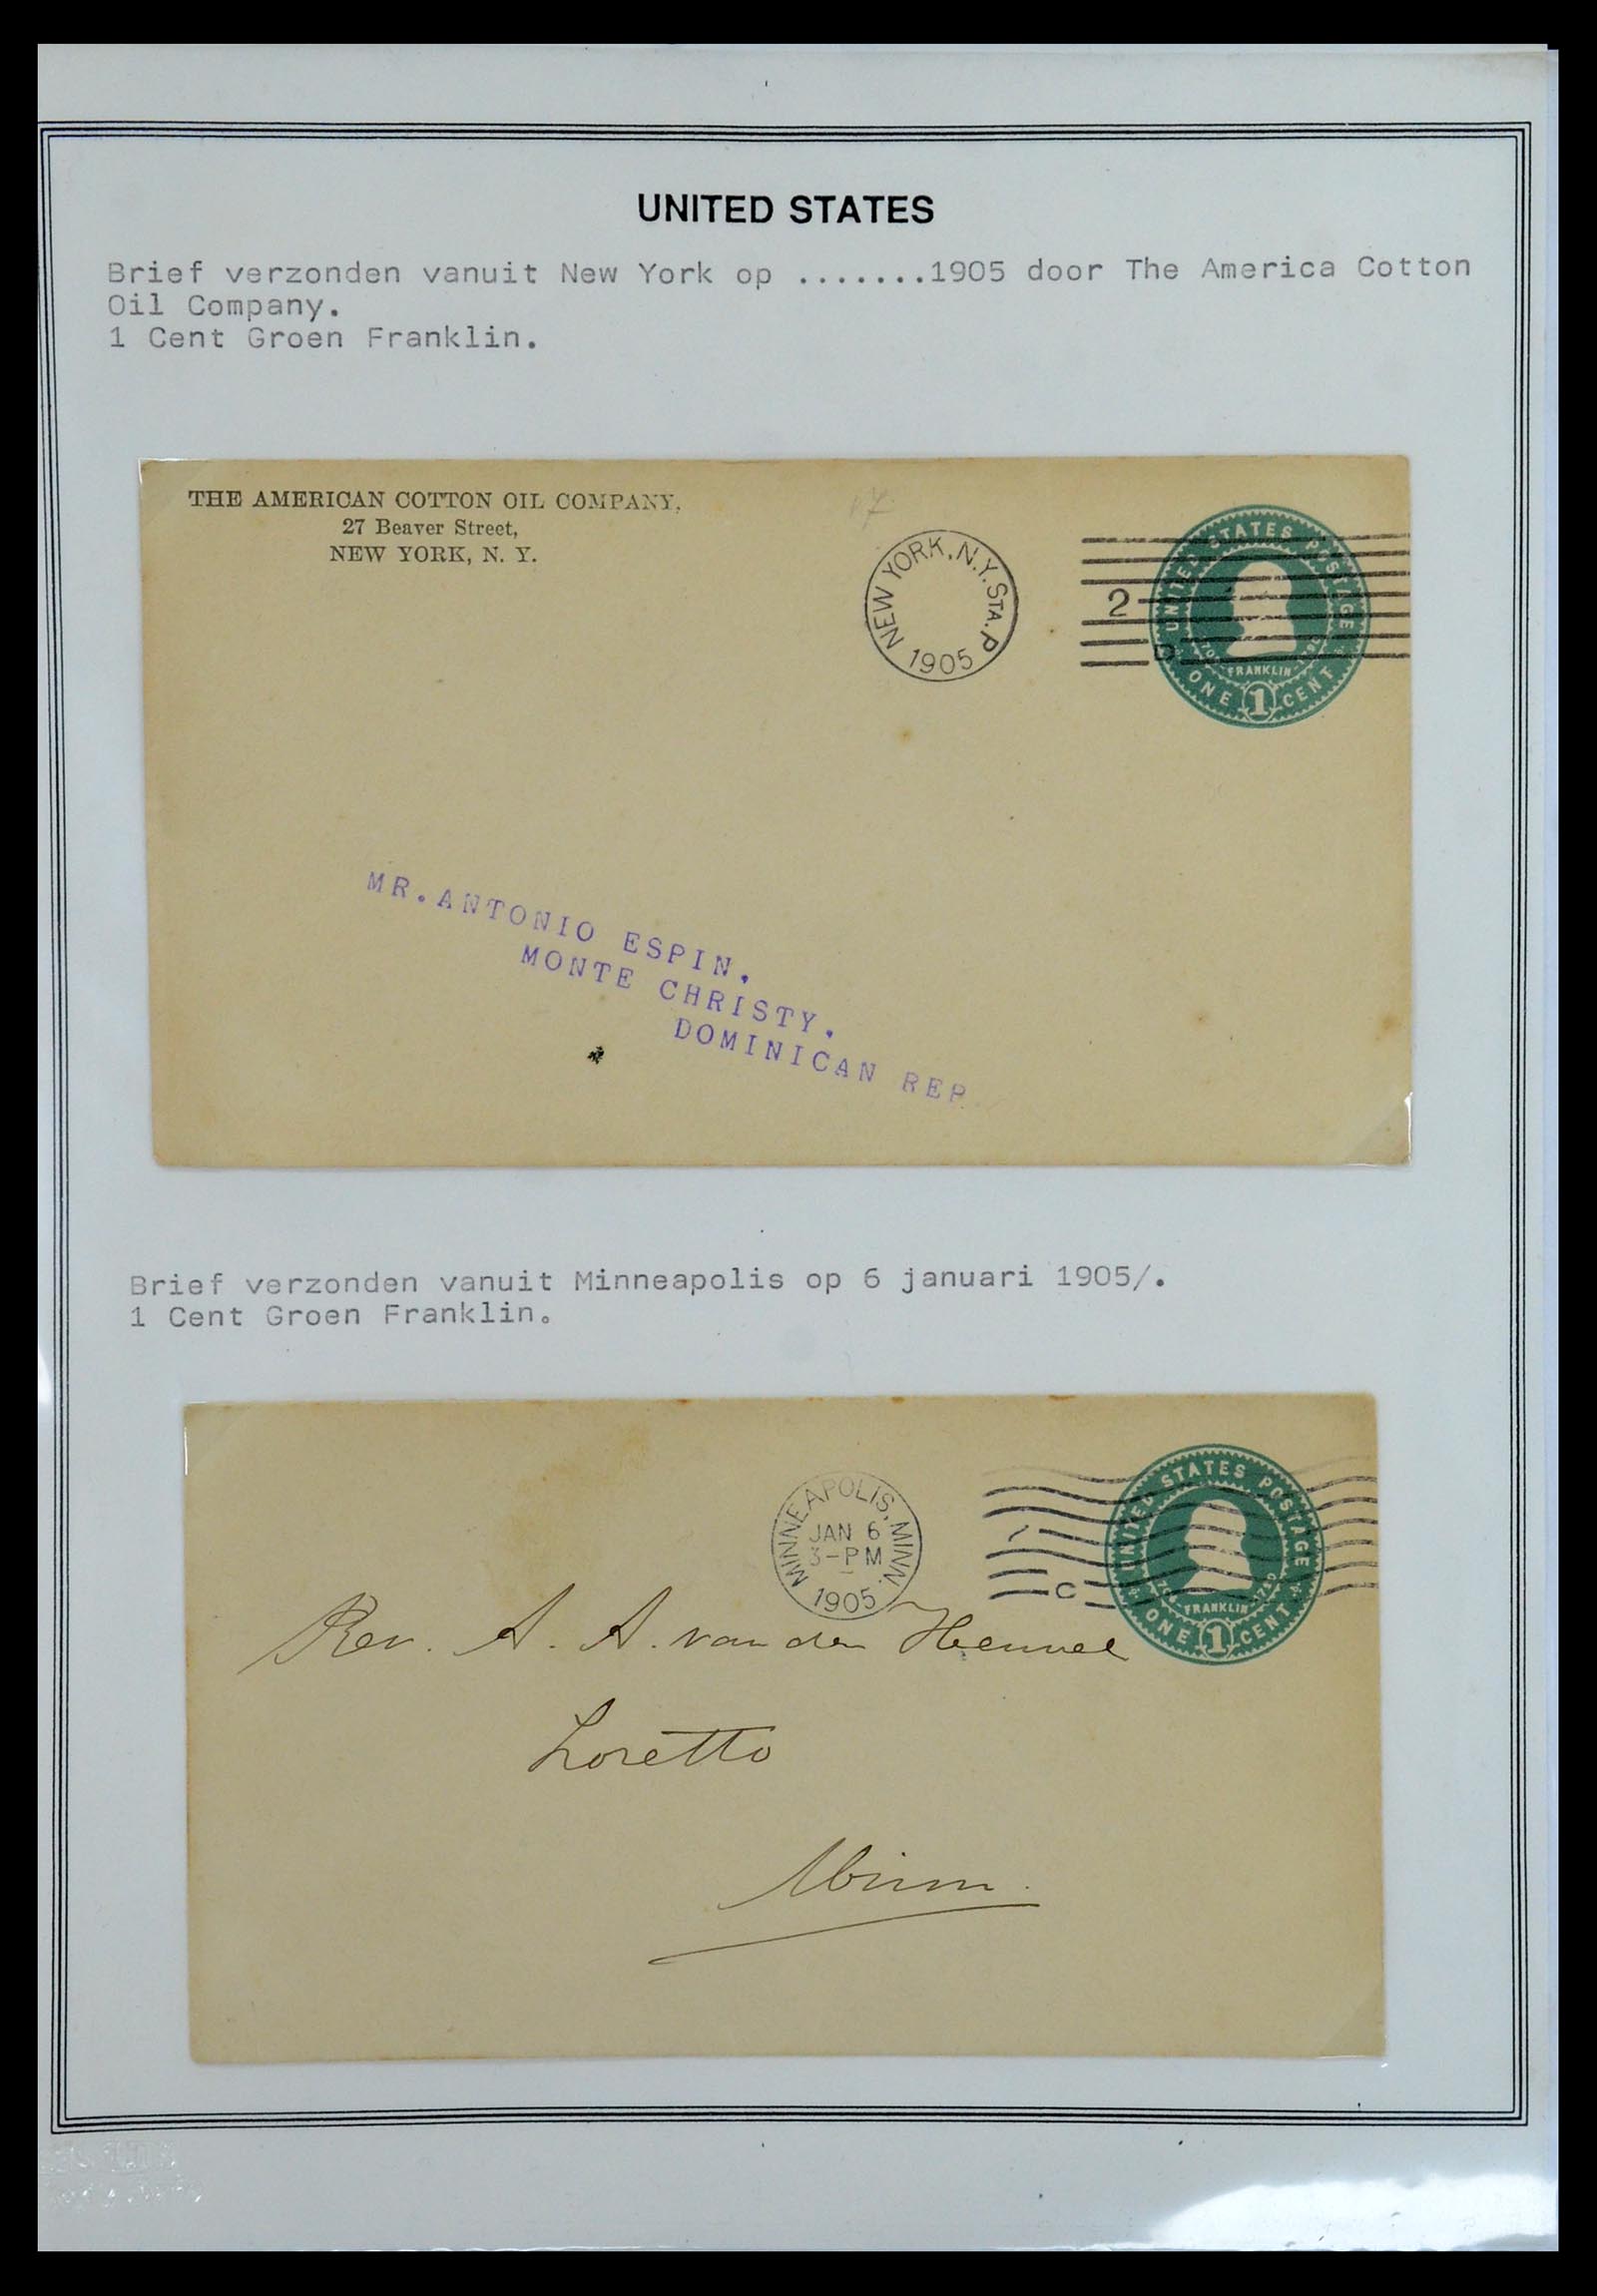 UNITED STATES
Brief verzonden vanuit New York op .......1905 door The America Cotton
Oil Company.
1 Cent Groen Franklin.
THE AMERICAN COTTON OIL COMPANY,
27 Beaver Street,
NEW YORK, N. Y.
NEW YORK, N.Y. STA. P
1905
2
D
UNITED STATES POSTAGE
FRANKLIN
ONE 1 CENT
MR. ANTONIO ESPIN.
MONTE CHRISTY.
DOMINICAN REP
Brief verzonden vanuit Minneapolis op 6 januari 1905/.
1 Cent Groen Franklin.
MINNEAPOLIS, MINN.
JAN 6
3-PM
1905
C
UNITED STATES POSTAGE
FRANKLIN
ONE 1 CENT
Rev. A. A. van den Heuvel
Loretto
Minn.